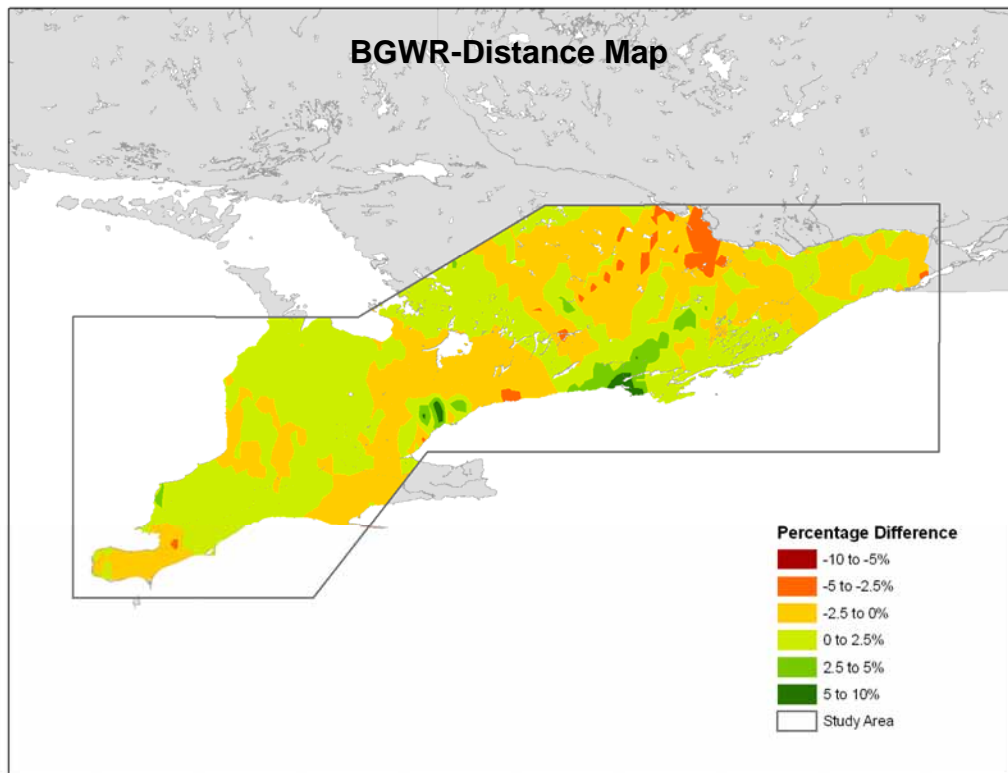 BGWR-Distance Map
Percentage Difference
-10 to -5%
-5 to -2.5%
-2.5 to 0%
0 to 2.5%
2.5 to 5%
5 to 10%
Study Area